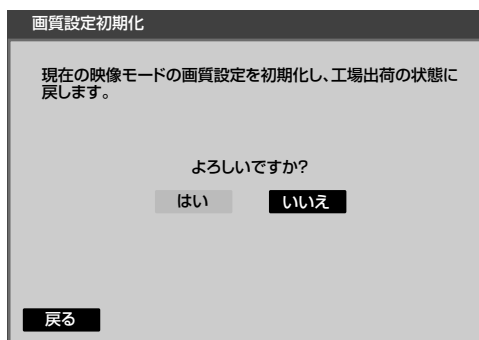 画質設定初期化
現在の映像モードの画質設定を初期化し、工場出荷の状態に
戻します。
よろしいですか?
はい
いいえ
戻る